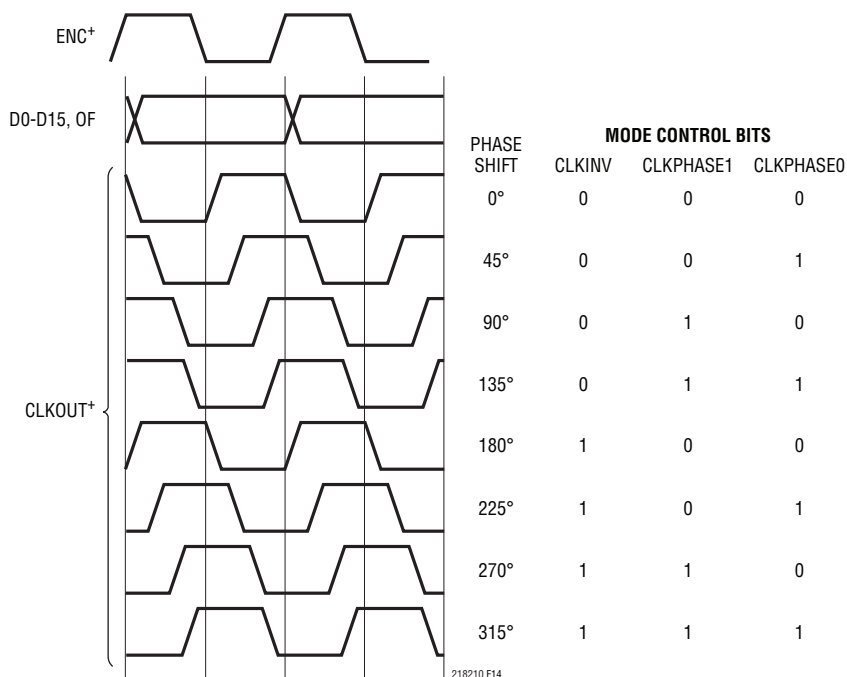 ENC+
D0-D15, OF
MODE CONTROL BITS
PHASE
SHIFT CLKINV CLKPHASE1 CLKPHASE0
0° 0 0 0
45° 0 0 1
90° 0 1 0
135° 0 1 1
CLKOUT+
180° 1 0 0
225° 1 0 1
270° 1 1 0
315° 1 1 1
218210 F14